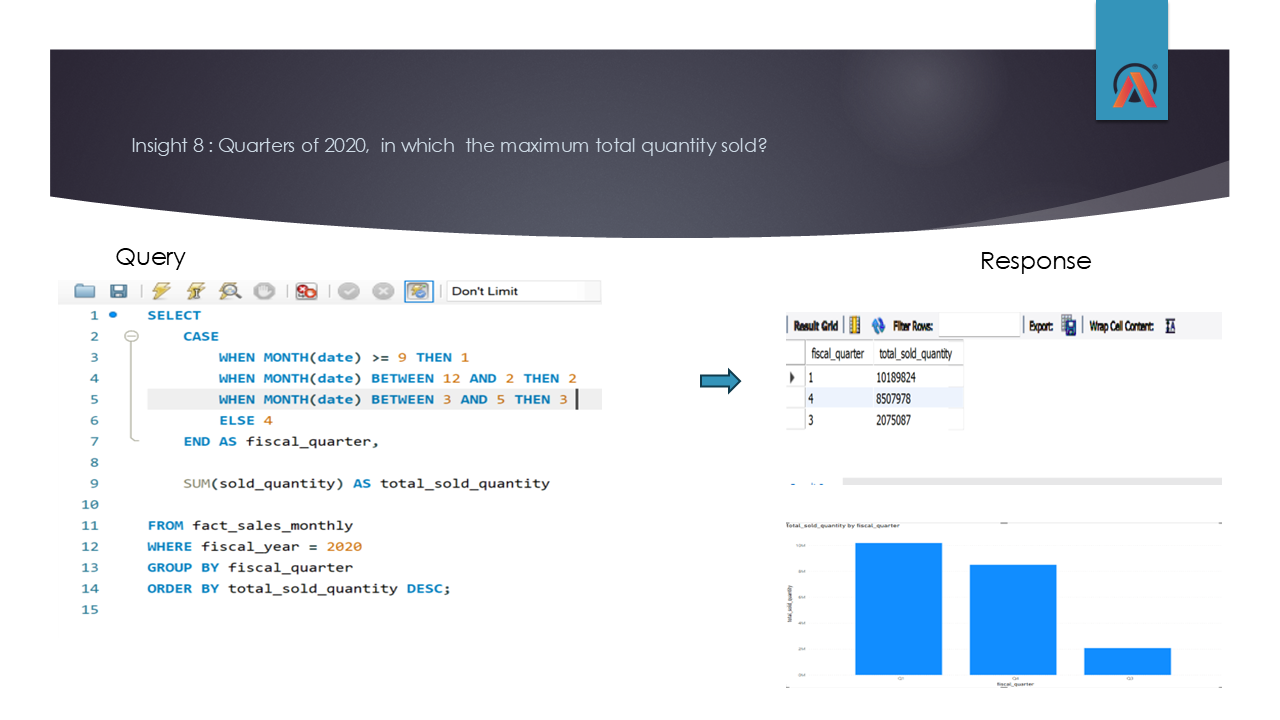 Insight 8 : Quarters of 2020, in which the maximum total quantity sold?
Query
Don't Limit
1 SELECT
2 CASE
3 WHEN MONTH(date) >= 9 THEN 1
4 WHEN MONTH(date) BETWEEN 12 AND 2 THEN 2
5 WHEN MONTH(date) BETWEEN 3 AND 5 THEN 3
6 ELSE 4
7 END AS fiscal_quarter,
8
9 SUM(sold_quantity) AS total_sold_quantity
10
11 FROM fact_sales_monthly
12 WHERE fiscal_year = 2020
13 GROUP BY fiscal_quarter
14 ORDER BY total_sold_quantity DESC;
15
Response
Result Grid Filter Rows: Export: Wrap Cell Content:
fiscal_quarter total_sold_quantity
1 10189824
4 8507978
3 2075087
Total_sold_quantity by fiscal_quarter
total_sold_quantity
10M
8M
6M
4M
2M
0M
fiscal_quarter